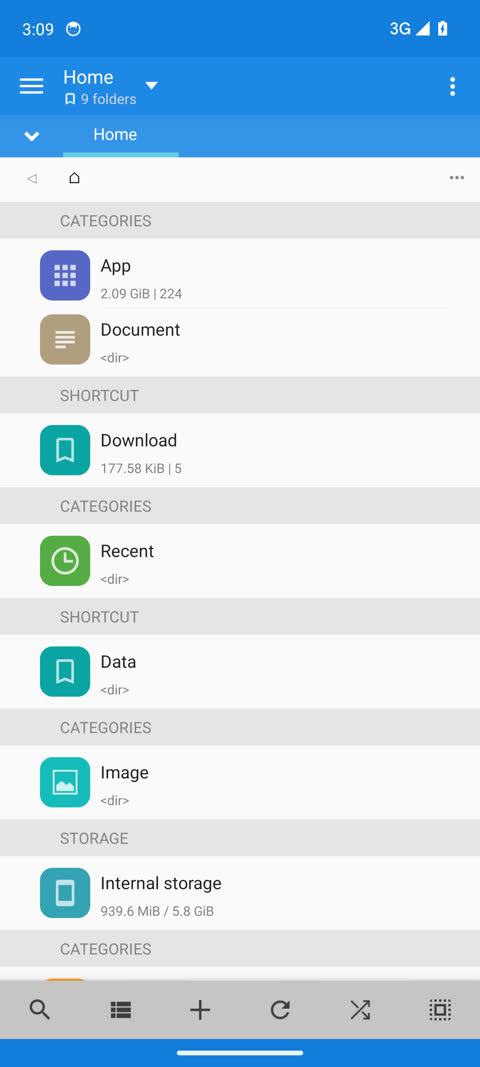 3:09
3G
Home
9 folders
Home
CATEGORIES
App
2.09 GiB | 224
Document
<dir>
SHORTCUT
Download
177.58 KiB | 5
CATEGORIES
Recent
<dir>
SHORTCUT
Data
<dir>
CATEGORIES
Image
<dir>
STORAGE
Internal storage
939.6 MiB / 5.8 GiB
CATEGORIES